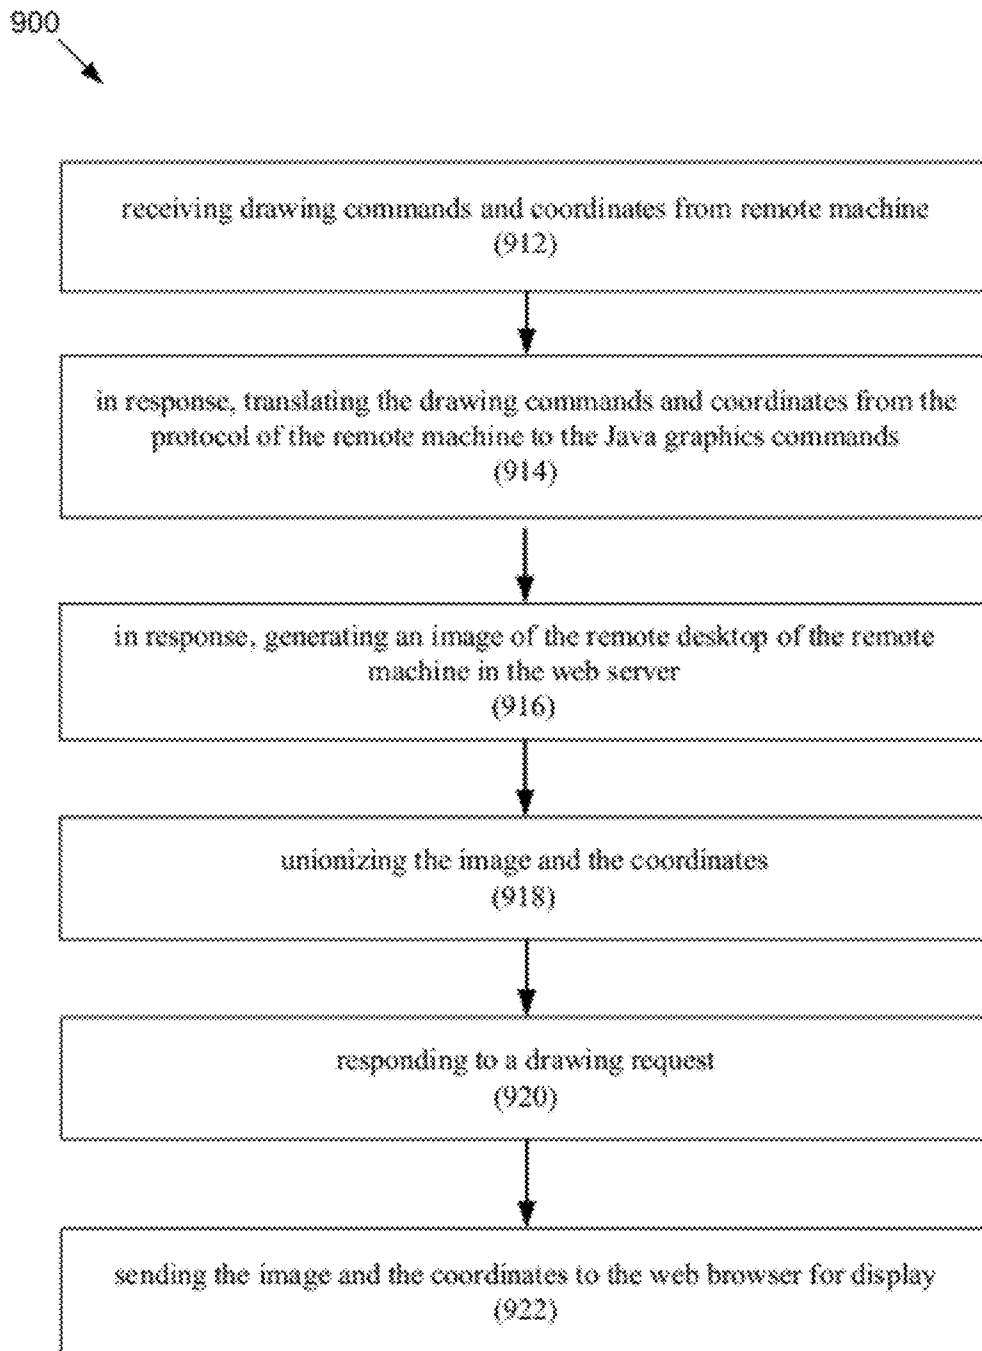 900
receiving drawing commands and coordinates from remote machine
(912)
in response, translating the drawing commands and coordinates from the
protocol of the remote machine to the Java graphics commands
(914)
in response, generating an image of the remote desktop of the remote
machine in the web server
(916)
unionizing the image and the coordinates
(918)
responding to a drawing request
(920)
sending the image and the coordinates to the web browser for display
(922)